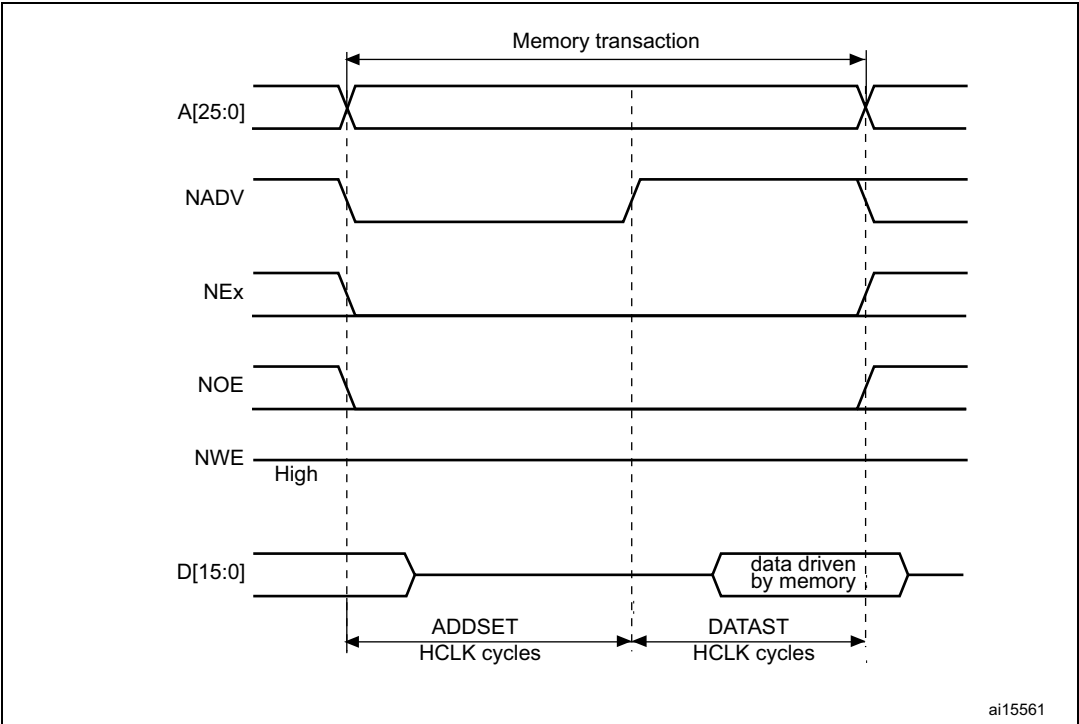 Memory transaction
A[25:0]
NADV
NEx
NOE
NWE
High
D[15:0]
data driven
by memory
ADDSET
HCLK cycles
DATAST
HCLK cycles
ai15561